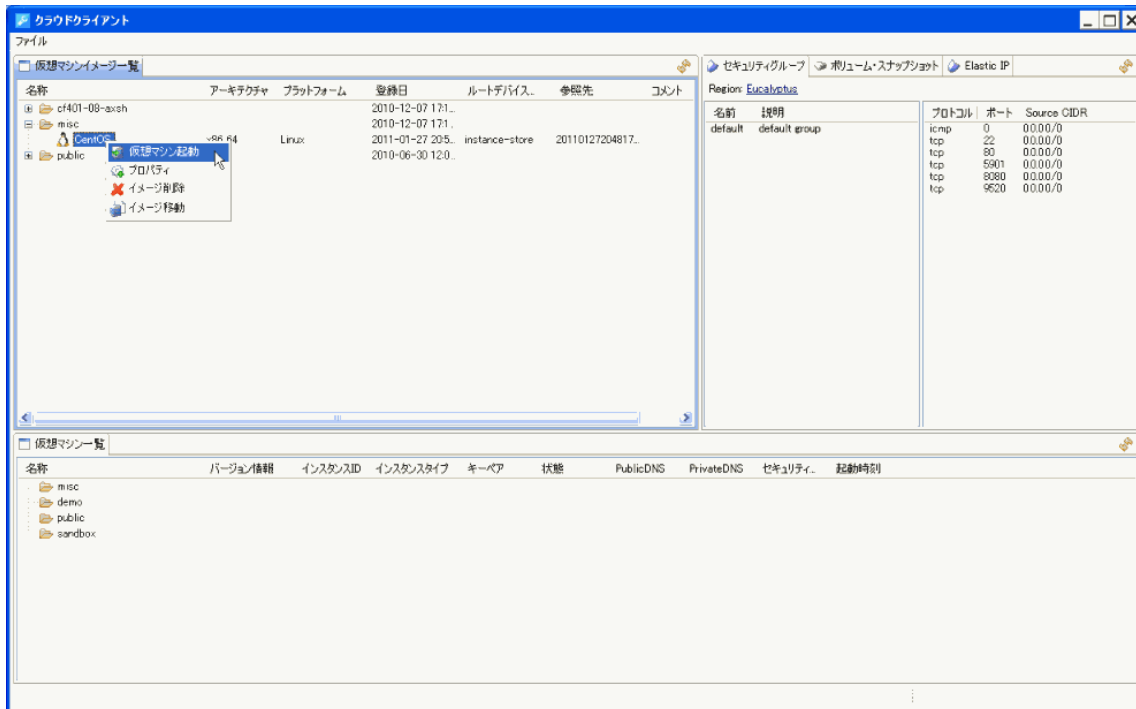 クラウドクライアント
ファイル
仮想マシンイメージ一覧
名称 アーキテクチャ プラットフォーム 登録日 ルートデバイス... 参照先 コメント
cf401-08-axsh 2010-12-07 17:1...
misc 2010-12-07 17:1...
CentOS x86_64 Linux 2011-01-27 20:5... instance-store 20110127204817...
public 2010-06-30 12:0...
仮想マシン起動
プロパティ
イメージ削除
イメージ移動
セキュリティグループ ボリューム・スナップショット Elastic IP
Region: Eucalyptus
名前 説明
default default group
プロトコル ポート Source CIDR
icmp 0 0.0.0.0/0
tcp 22 0.0.0.0/0
tcp 80 0.0.0.0/0
tcp 5901 0.0.0.0/0
tcp 8080 0.0.0.0/0
tcp 9520 0.0.0.0/0
仮想マシン一覧
名称 バージョン情報 インスタンスID インスタンスタイプ キーペア 状態 PublicDNS PrivateDNS セキュリティ... 起動時刻
misc
demo
public
sandbox